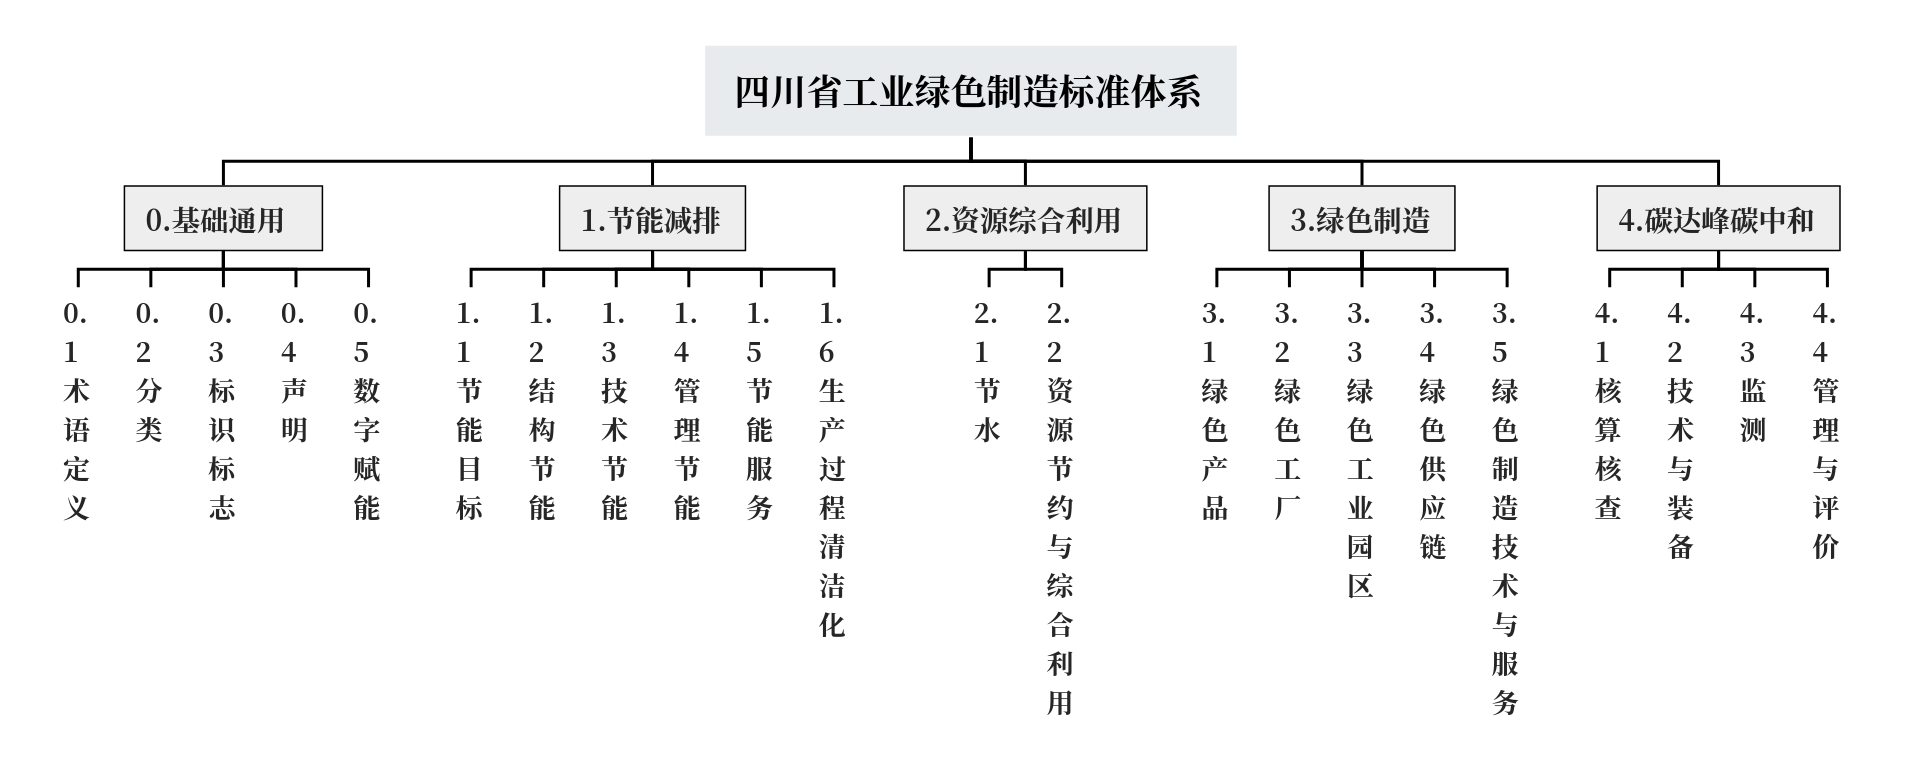 四川省工业绿色制造标准体系
0.基础通用
1.节能减排
2.资源综合利用
3.绿色制造
4.碳达峰碳中和
0.1术语定义
0.2分类
0.3标识标志
0.4声明
0.5数字赋能
1.1节能目标
1.2结构节能
1.3技术节能
1.4管理节能
1.5节能服务
1.6生产过程清洁化
2.1节水
2.2资源节约与综合利用
3.1绿色产品
3.2绿色工厂
3.3绿色工业园区
3.4绿色供应链
3.5绿色制造技术与服务
4.1核算核查
4.2技术与装备
4.3监测
4.4管理与评价